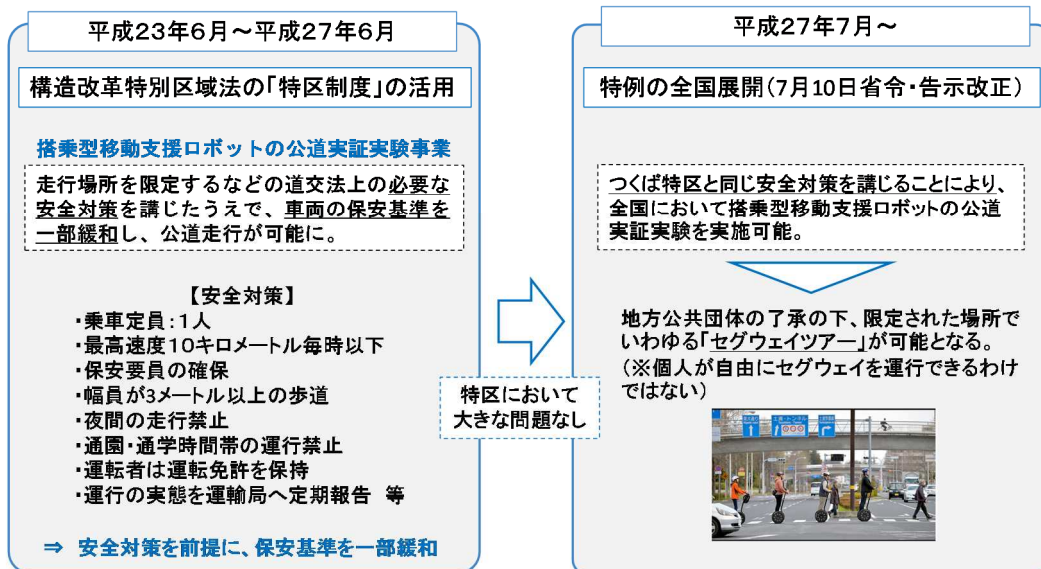 平成23年6月～平成27年6月
構造改革特別区域法の「特区制度」の活用
搭乗型移動支援ロボットの公道実証実験事業
走行場所を限定するなどの道交法上の必要な
安全対策を講じたうえで、車両の保安基準を
一部緩和し、公道走行が可能に。
【安全対策】
・乗車定員：1人
・最高速度10キロメートル毎時以下
・保安要員の確保
・幅員が3メートル以上の歩道
・夜間の走行禁止
・通園・通学時間帯の運行禁止
・運転者は運転免許を保持
・運行の実態を運輸局へ定期報告　等
⇒　安全対策を前提に、保安基準を一部緩和
特区において
大きな問題なし
平成27年7月～
特例の全国展開（7月10日省令・告示改正）
つくば特区と同じ安全対策を講じることにより、
全国において搭乗型移動支援ロボットの公道
実証実験を実施可能。
地方公共団体の了承の下、限定された場所で
いわゆる「セグウェイツアー」が可能となる。
（※個人が自由にセグウェイを運行できるわけ
ではない）